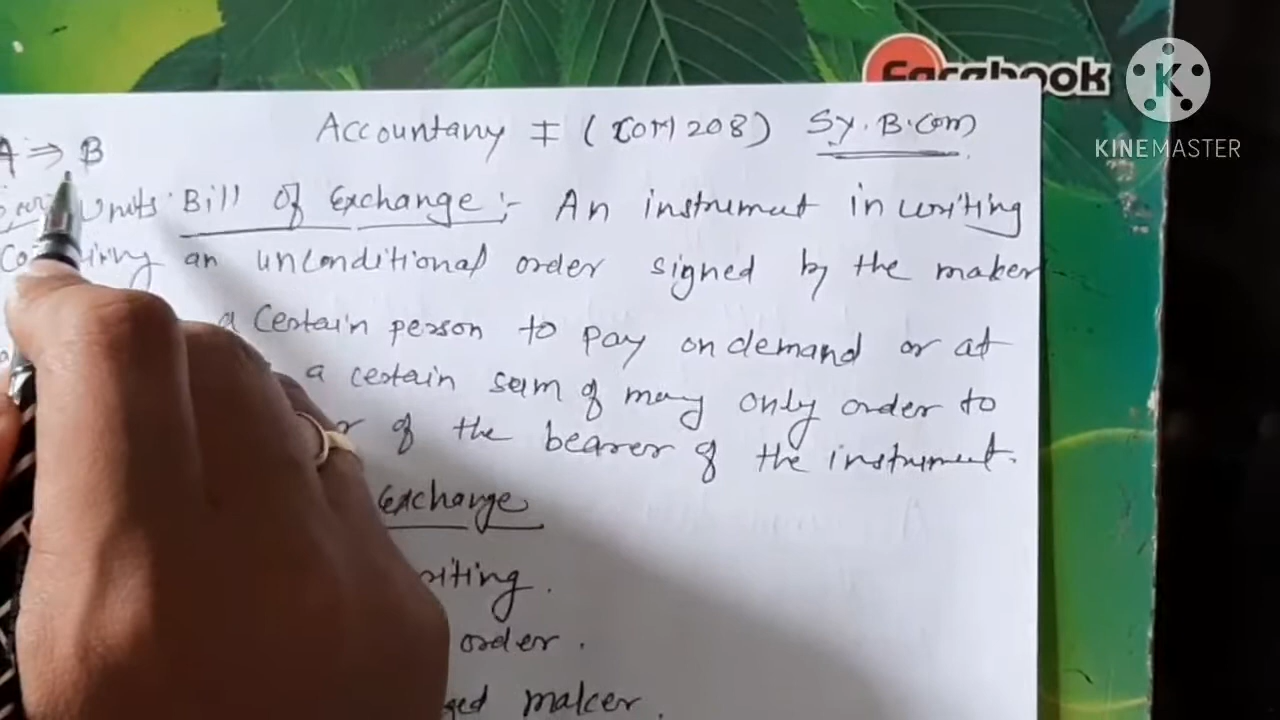 Facebook
KINEMASTER
Accountany I (COM 208) Sy. B.Com
A ⇒ B
Units Bill Of Exchange :- An instrument in writing
an unconditional order signed by the maker
a certain person to pay on demand or at
a certain sum of money only order to
of the bearer of the instrument.
Exchange
writing.
order.
maker.